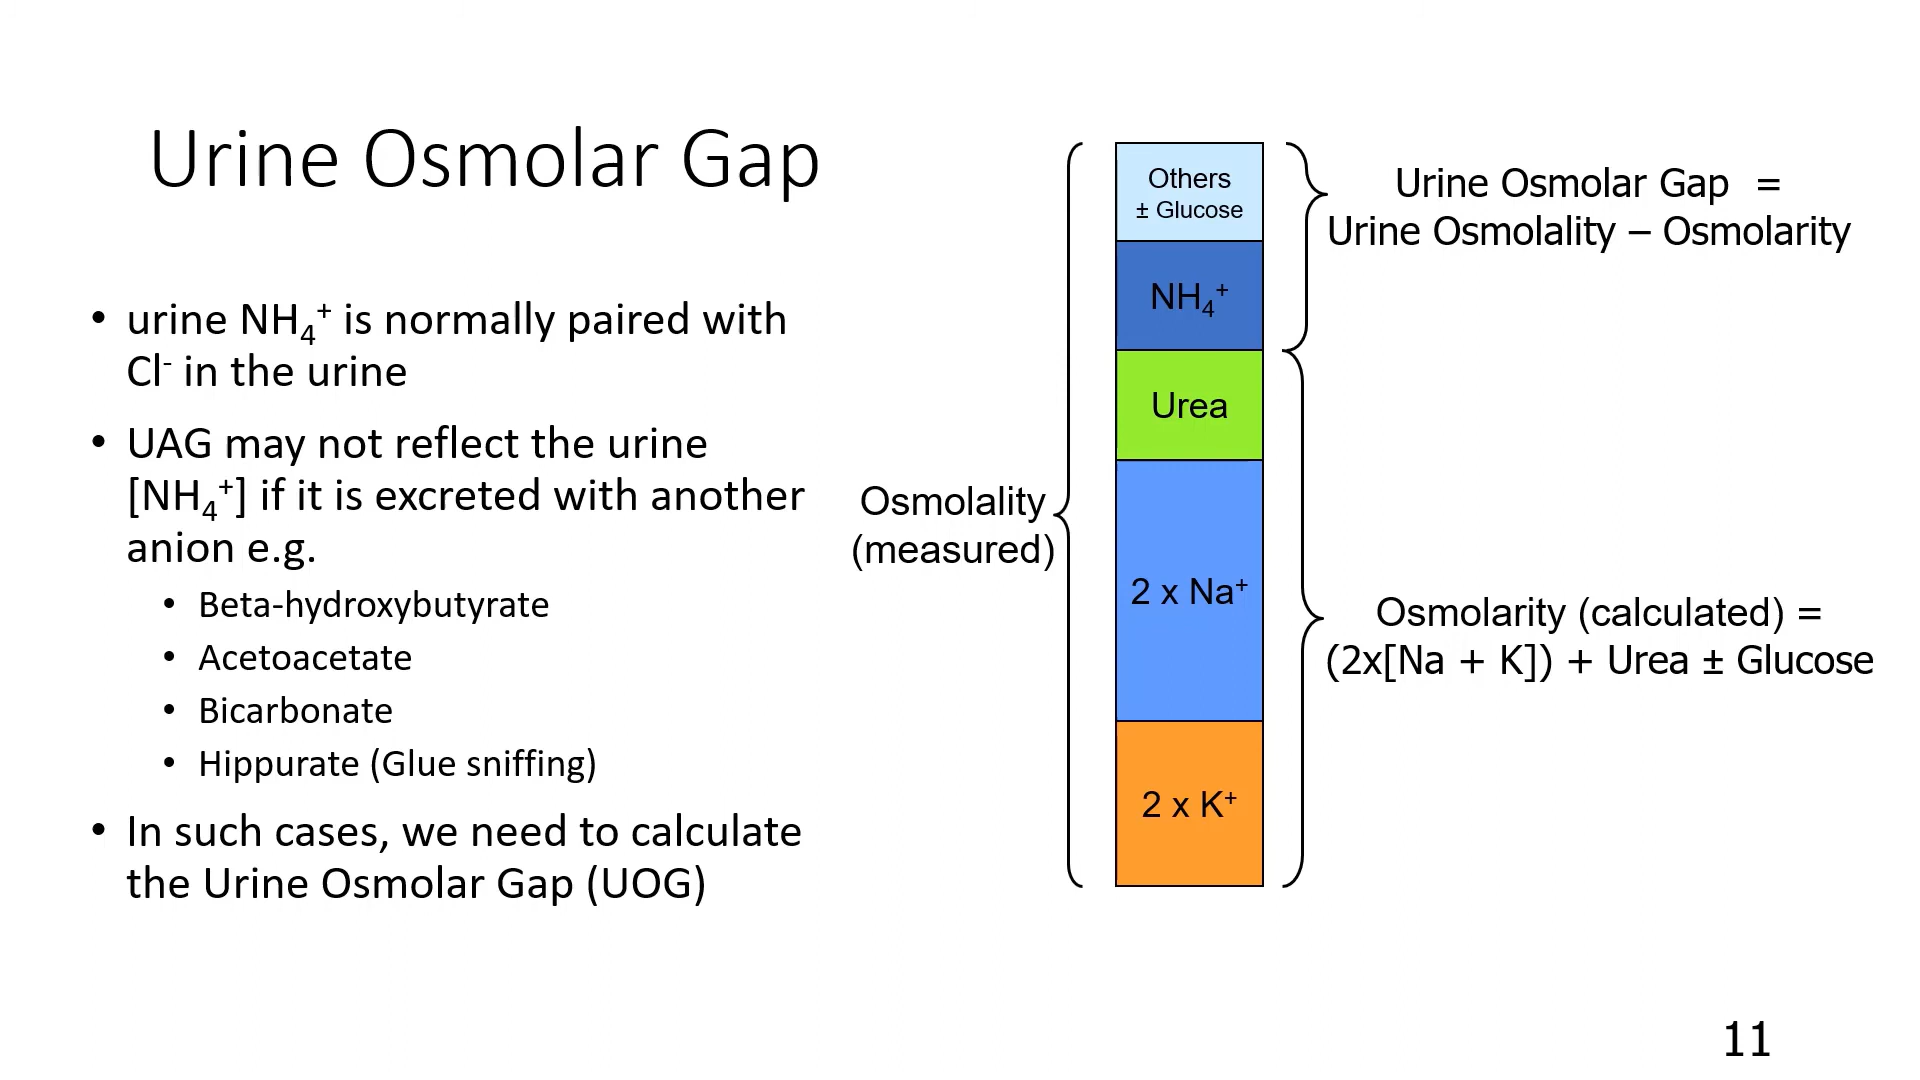 Urine Osmolar Gap
• urine NH₄⁺ is normally paired with
Cl⁻ in the urine
• UAG may not reflect the urine
[NH₄⁺] if it is excreted with another
anion e.g.
• Beta-hydroxybutyrate
• Acetoacetate
• Bicarbonate
• Hippurate (Glue sniffing)
• In such cases, we need to calculate
the Urine Osmolar Gap (UOG)
Osmolality
(measured)
Others
± Glucose
NH₄⁺
Urea
2 x Na⁺
2 x K⁺
Urine Osmolar Gap =
Urine Osmolality – Osmolarity
Osmolarity (calculated) =
(2x[Na + K]) + Urea ± Glucose
11